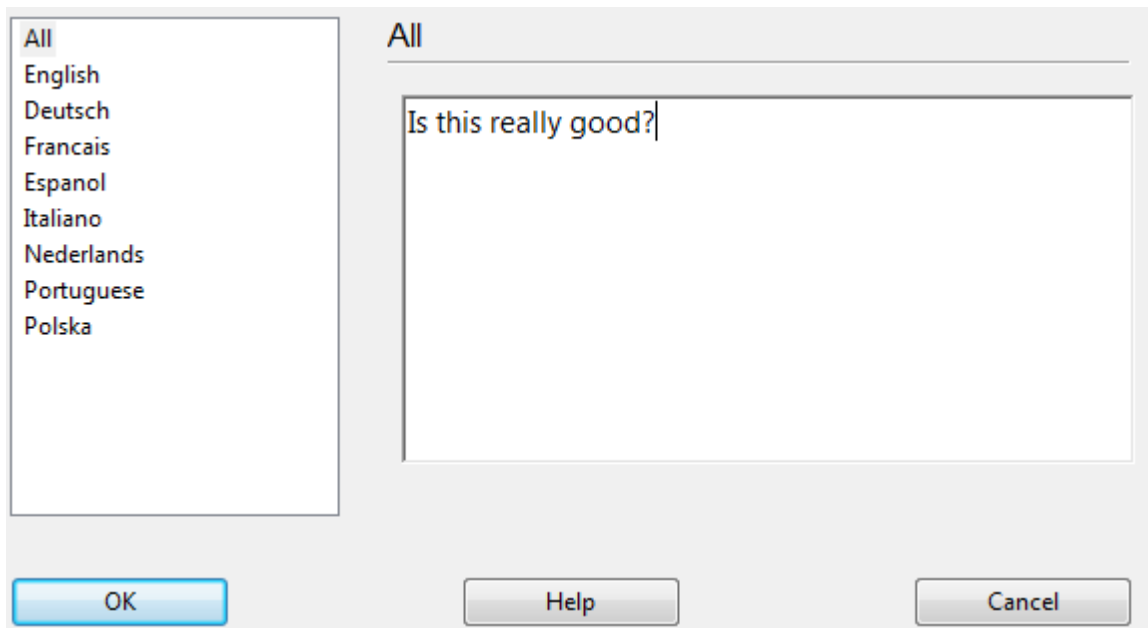 All
English
Deutsch
Francais
Espanol
Italiano
Nederlands
Portuguese
Polska
All
Is this really good?
OK
Help
Cancel